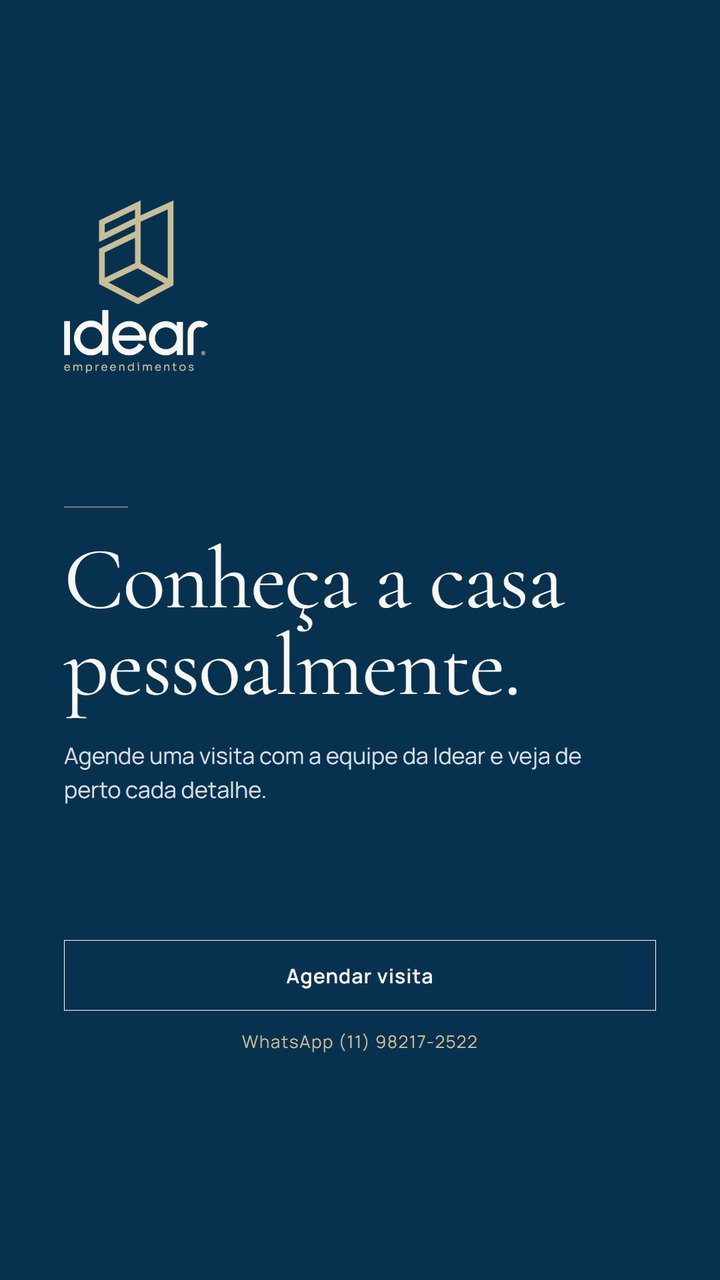 idear
empreendimentos
Conheça a casa
pessoalmente.
Agende uma visita com a equipe da Idear e veja de
perto cada detalhe.
Agendar visita
WhatsApp (11) 98217-2522